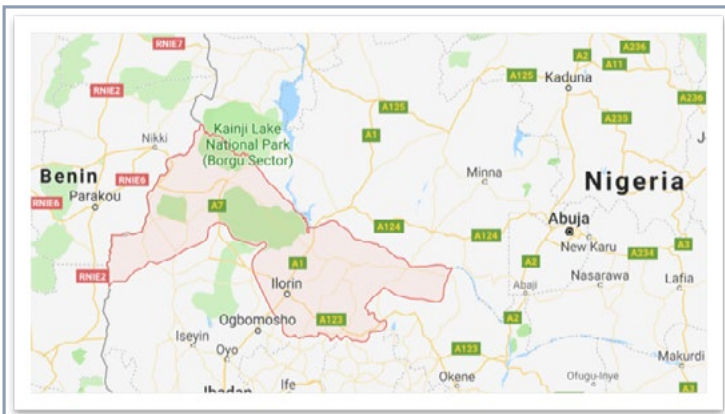 RNIE7
A2
A236
A11
Kaduna
A125
A236
RNIE2
A125
A235
Kainji Lake
National Park
(Borgu Sector)
A1
Nikki
Minna
Benin
RNIE6
Nigeria
Parakou
RNIE6
A7
Abuja
A124
A124
New Karu
A3
A234
A1
A2
RNIE2
Ilorin
Abaji
Nasarawa
Lafia
A123
A2
Ogbomosho
Iseyin
A123
Makurdi
Oyo
Okene
Ofugu-Inye
Ife
Ibadan
A3